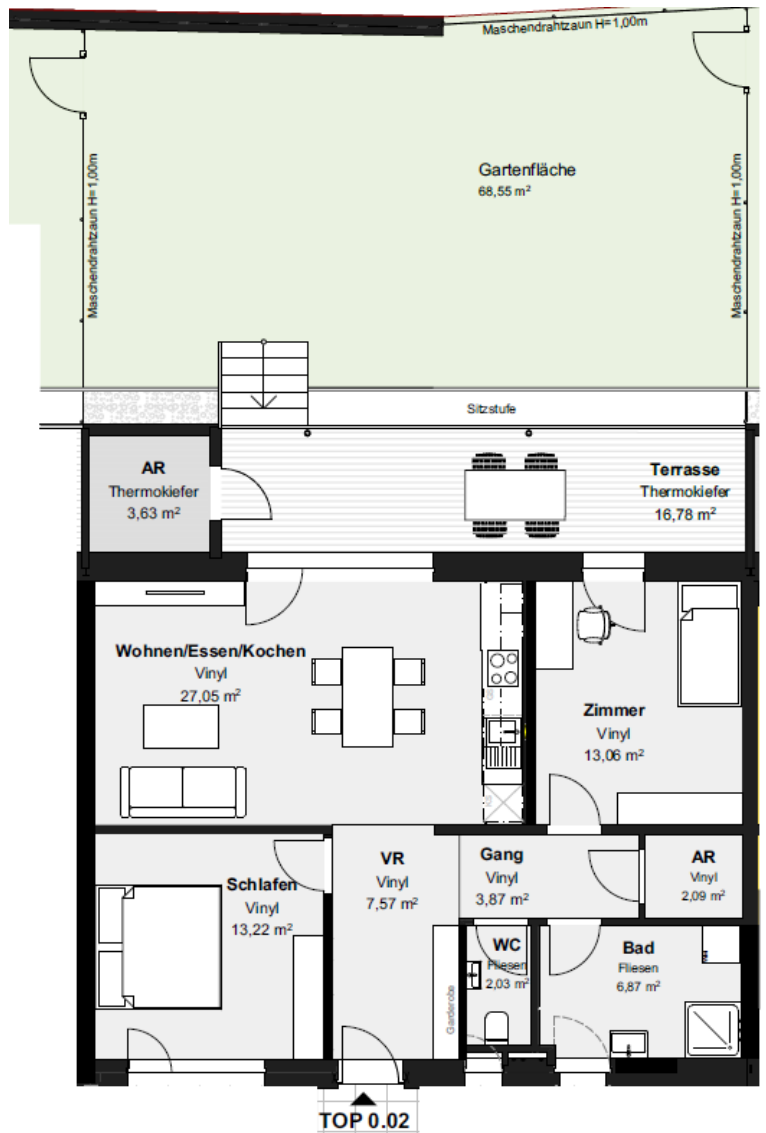 Maschendrahtzaun H=1,00m
Gartenfläche
68,55 m²
Maschendrahtzaun H=1,00m
Maschendrahtzaun H=1,00m
Sitzstufe
AR
Thermokiefer
3,63 m²
Terrasse
Thermokiefer
16,78 m²
Wohnen/Essen/Kochen
Vinyl
27,05 m²
Zimmer
Vinyl
13,06 m²
Schlafen
Vinyl
13,22 m²
VR
Vinyl
7,57 m²
Gang
Vinyl
3,87 m²
AR
Vinyl
2,09 m²
WC
Fliesen
2,03 m²
Bad
Fliesen
6,87 m²
Garderobe
TOP 0.02